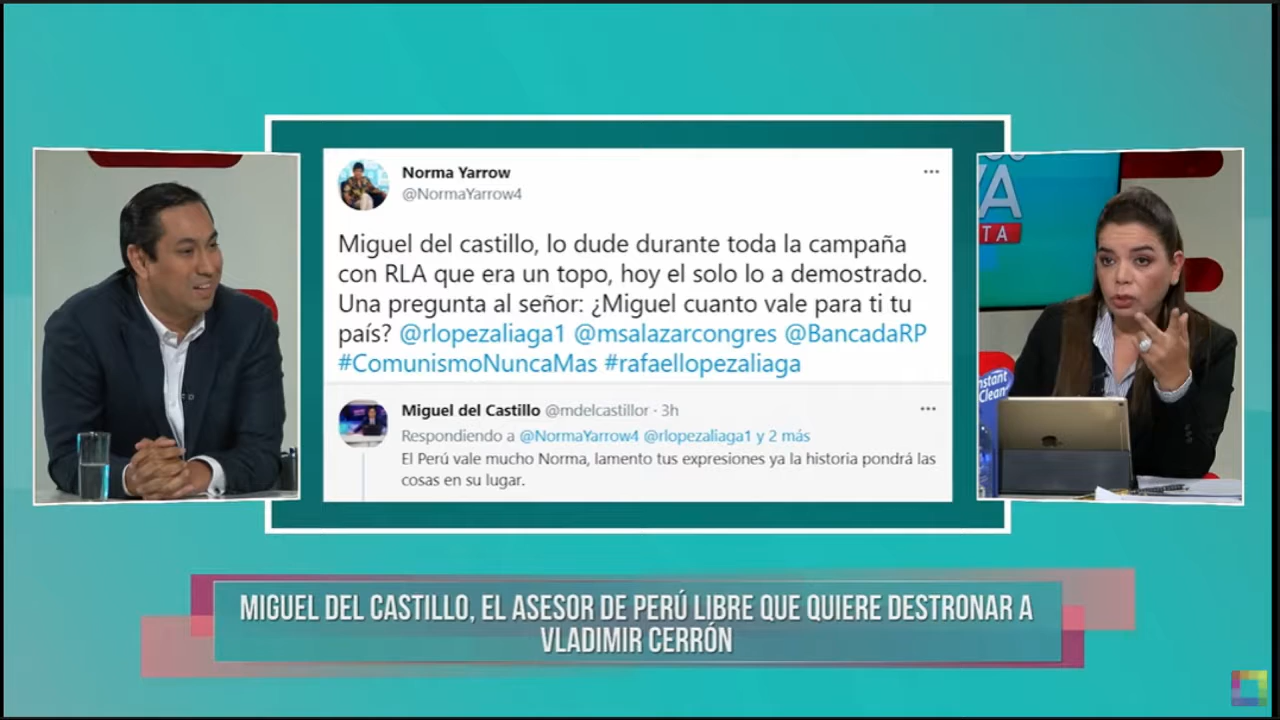 Norma Yarrow
@NormaYarrow4
Miguel del castillo, lo dude durante toda la campaña
con RLA que era un topo, hoy el solo lo a demostrado.
Una pregunta al señor: ¿Miguel cuanto vale para ti tu
país? @rlopezaliaga1 @msalazarcongres @BancadaRP
#ComunismoNuncaMas #rafaellopezaliaga
Miguel del Castillo @mdelcastillor · 3h
Respondiendo a @NormaYarrow4 @rlopezaliaga1 y 2 más
El Perú vale mucho Norma, lamento tus expresiones ya la historia pondrá las
cosas en su lugar.
YA
TA
Instant
Clean
MIGUEL DEL CASTILLO, EL ASESOR DE PERÚ LIBRE QUE QUIERE DESTRONAR A
VLADIMIR CERRÓN